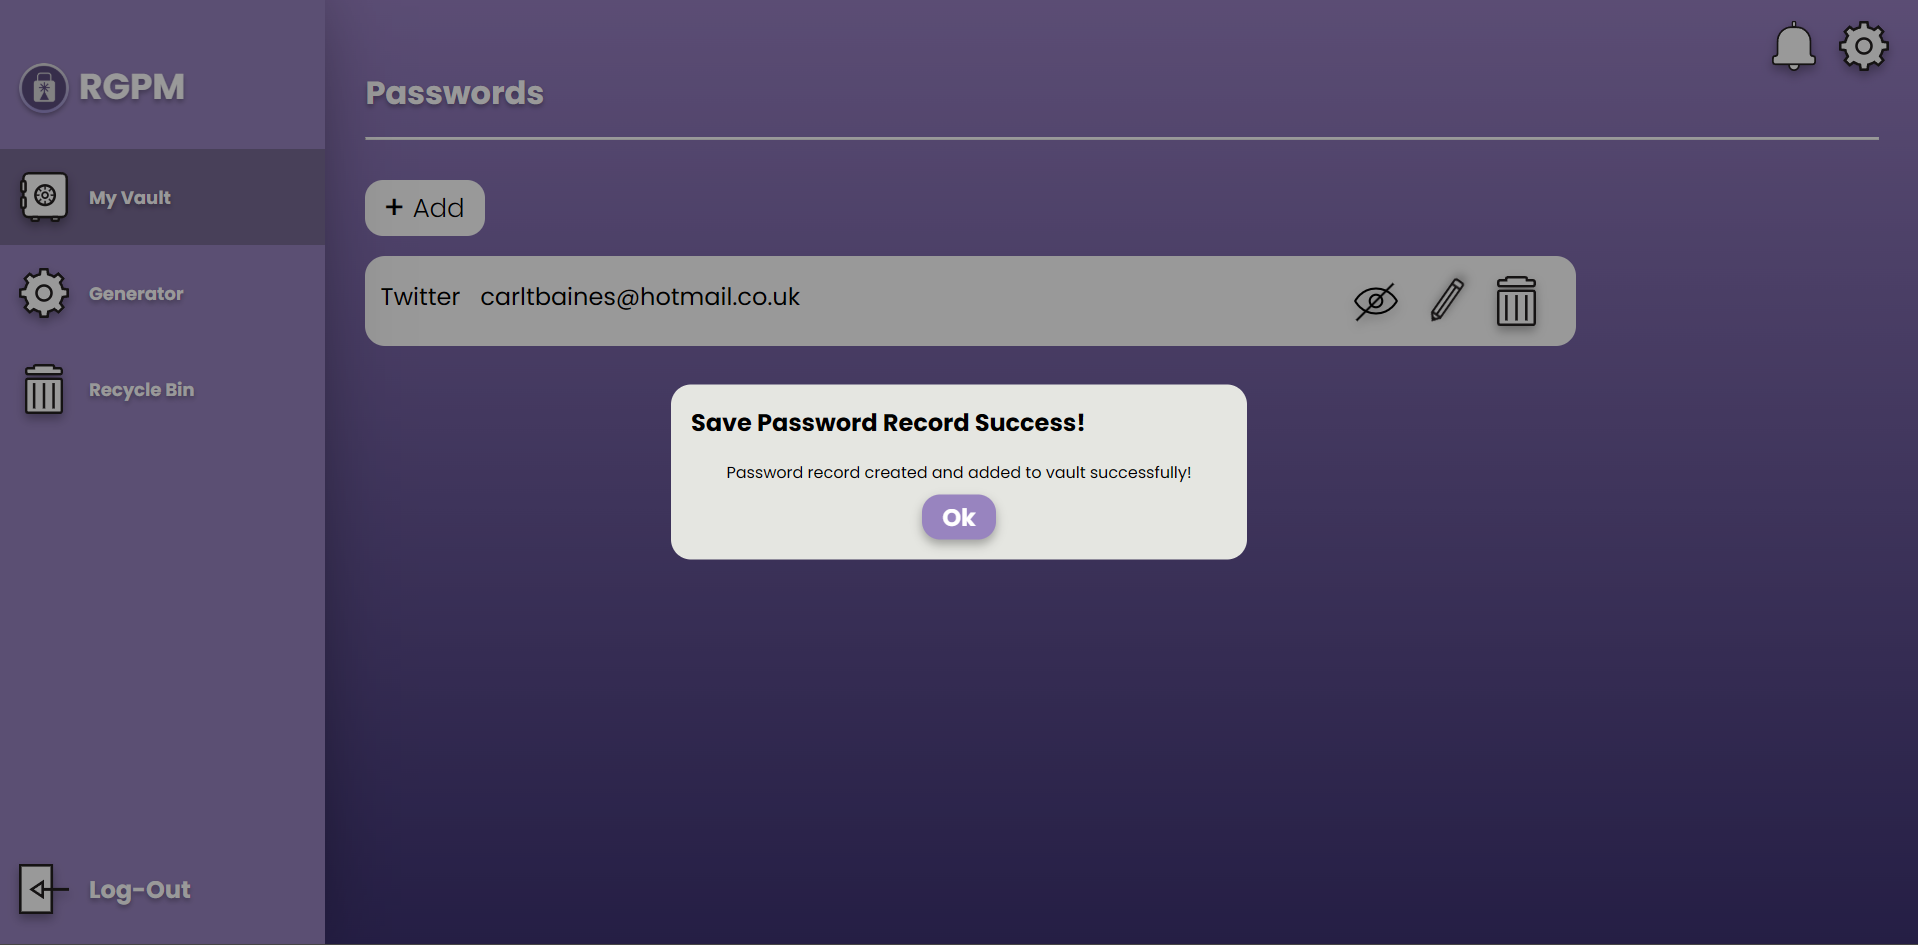 RGPM
My Vault
Generator
Recycle Bin
Log-Out
Passwords
+ Add
Twitter carltbaines@hotmail.co.uk
Save Password Record Success!
Password record created and added to vault successfully!
Ok